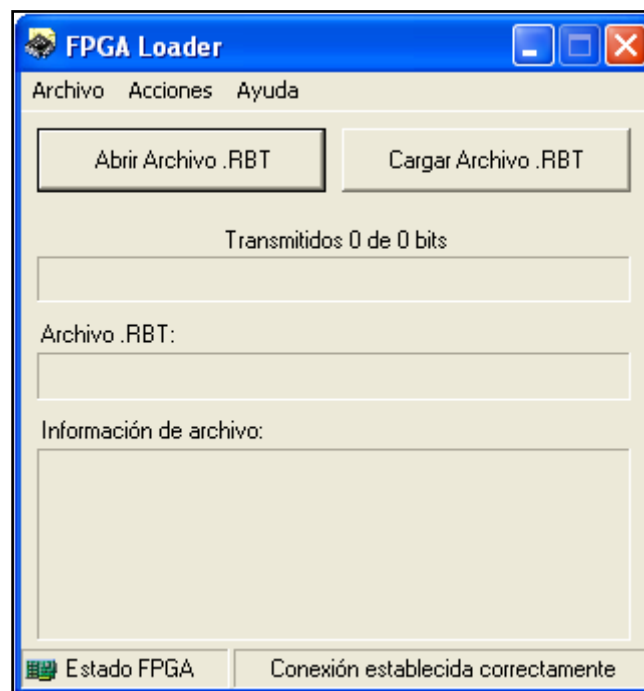 FPGA Loader
Archivo Acciones Ayuda
Abrir Archivo .RBT Cargar Archivo .RBT
Transmitidos 0 de 0 bits
Archivo .RBT:
Información de archivo:
Estado FPGA Conexión establecida correctamente